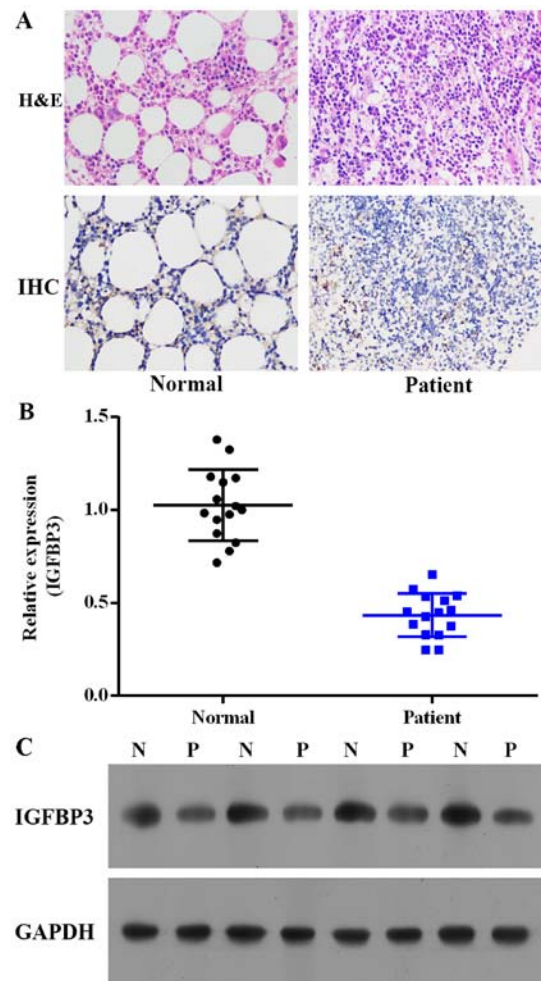 A
H&E
IHC
Normal Patient
B
Relative expression
(IGFBP3)
1.5
1.0
0.5
0.0
Normal Patient
C
N P N P N P N P
IGFBP3
GAPDH